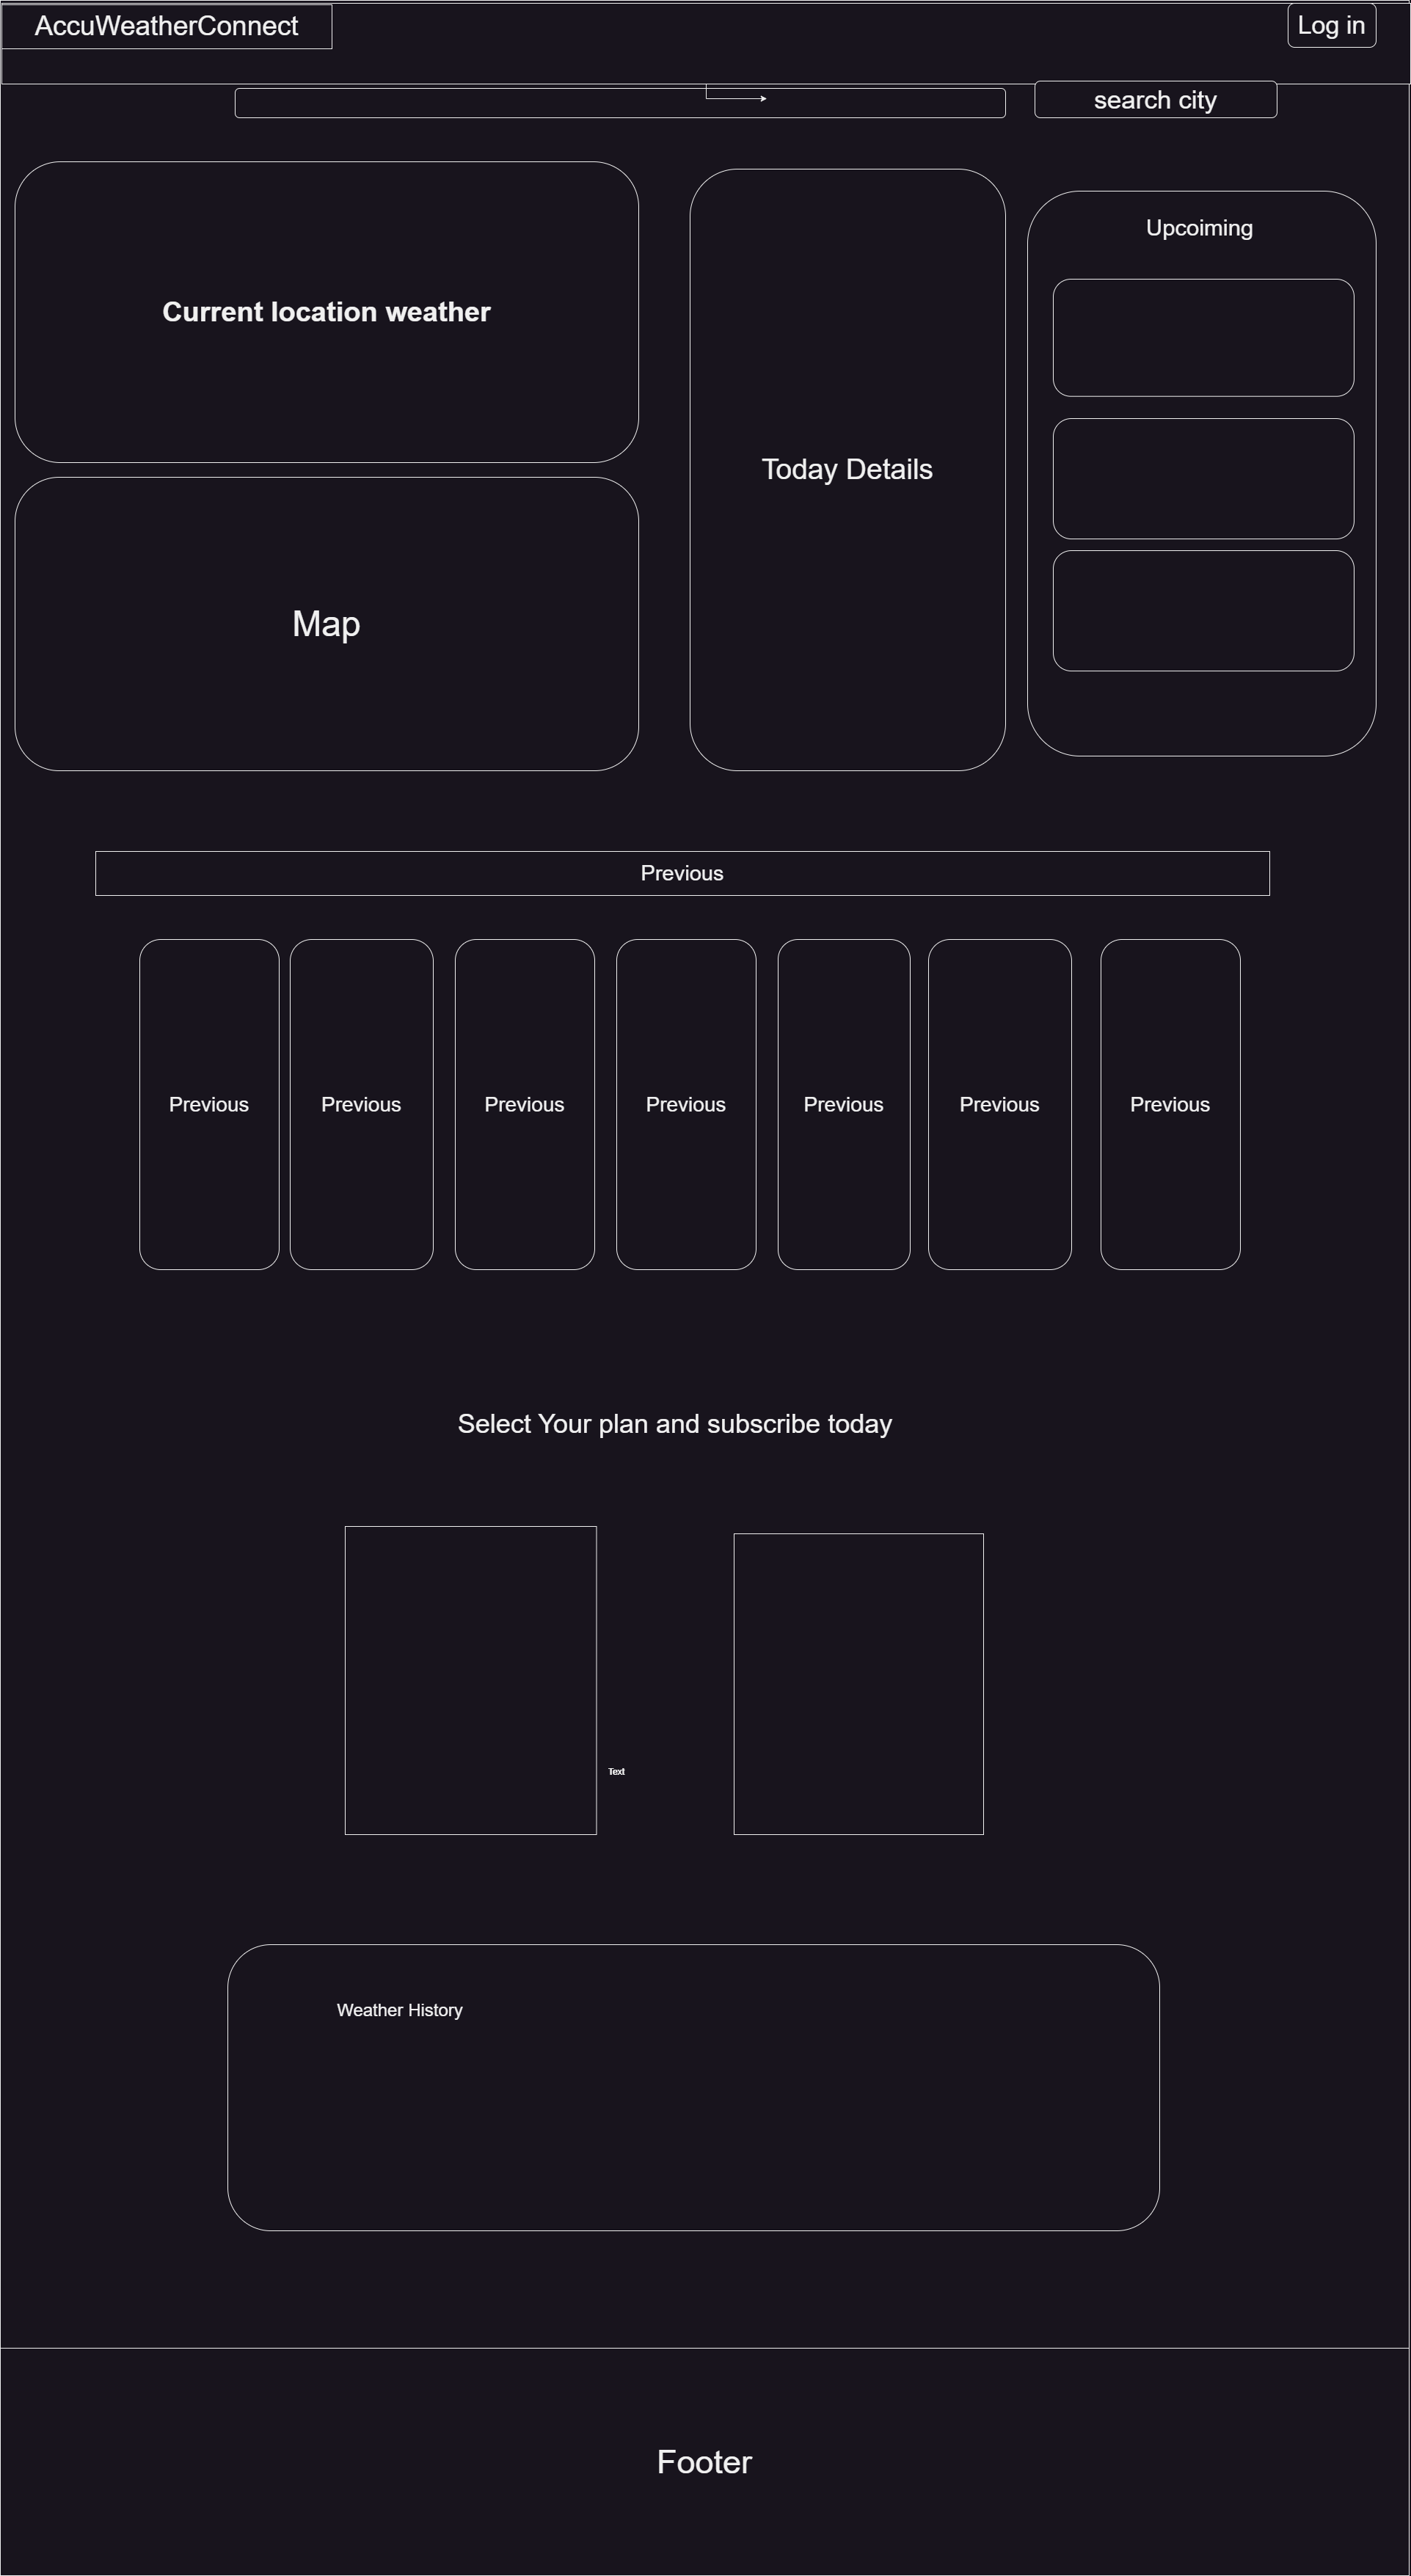 AccuWeatherConnect
Log in
search city
Current location weather
Today Details
Upcoiming
Map
Previous
Previous
Previous
Previous
Previous
Previous
Previous
Previous
Select Your plan and subscribe today
Text
Weather History
Footer